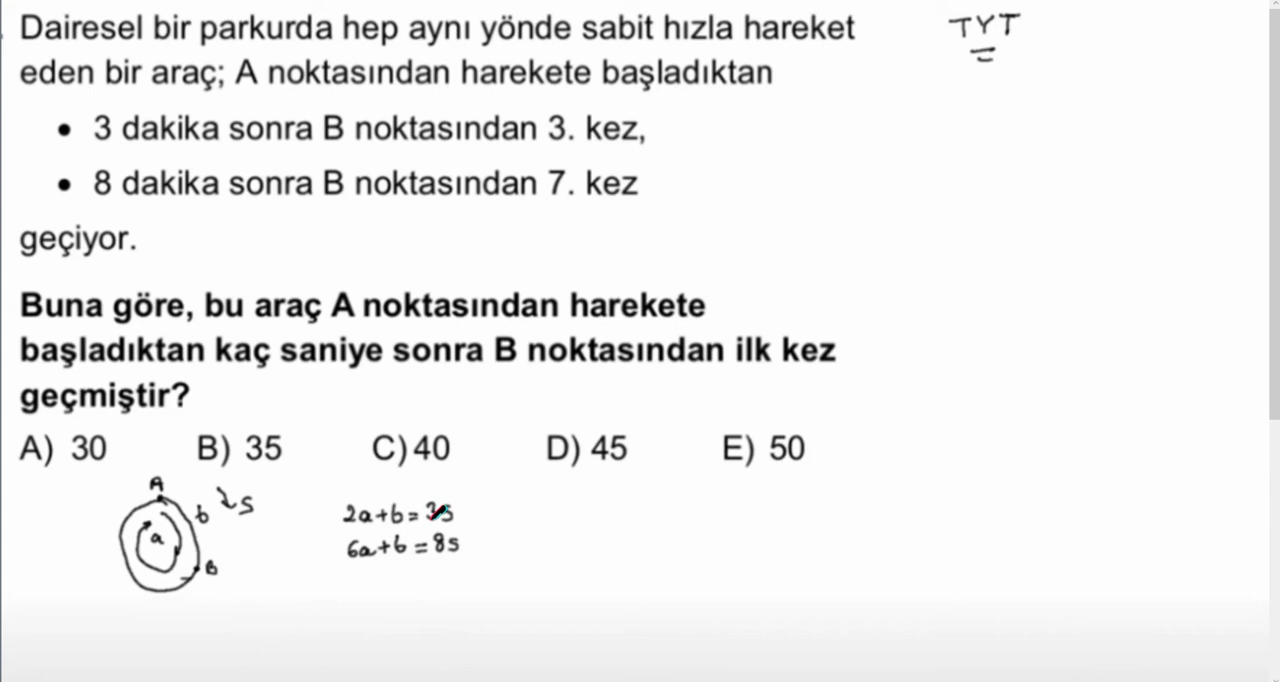 Dairesel bir parkurda hep aynı yönde sabit hızla hareket
eden bir araç; A noktasından harekete başladıktan
• 3 dakika sonra B noktasından 3. kez,
• 8 dakika sonra B noktasından 7. kez
geçiyor.
Buna göre, bu araç A noktasından harekete
başladıktan kaç saniye sonra B noktasından ilk kez
geçmiştir?
A) 30 B) 35 C) 40 D) 45 E) 50
TYT
A
b
s
a
B
2a+b=3s
6a+b=8s